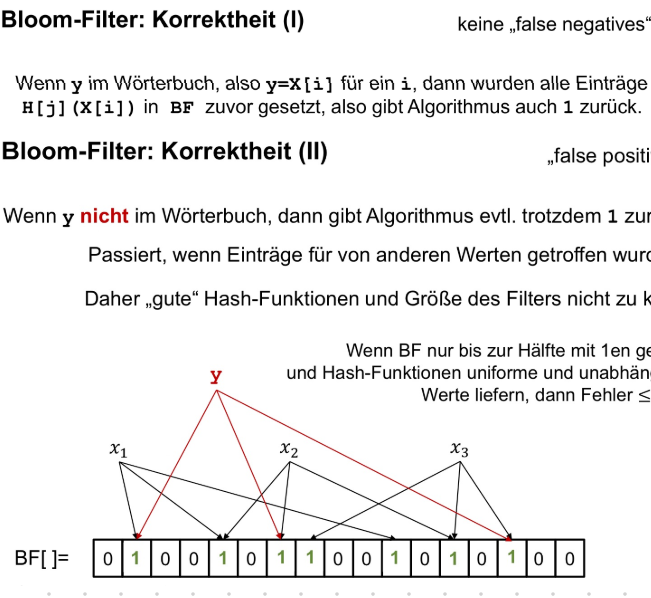 Bloom-Filter: Korrektheit (I) keine „false negatives“
Wenn y im Wörterbuch, also y=X[i] für ein i, dann wurden alle Einträge
H[j](X[i]) in BF zuvor gesetzt, also gibt Algorithmus auch 1 zurück.
Bloom-Filter: Korrektheit (II) „false positi
Wenn y nicht im Wörterbuch, dann gibt Algorithmus evtl. trotzdem 1 zur
Passiert, wenn Einträge für von anderen Werten getroffen wurd
Daher „gute“ Hash-Funktionen und Größe des Filters nicht zu k
Wenn BF nur bis zur Hälfte mit 1en ge
und Hash-Funktionen uniforme und unabhän
Werte liefern, dann Fehler ≤
y
x₁ x₂ x₃
BF[ ]= 0 1 0 0 1 0 1 1 0 0 1 0 1 0 1 0 0